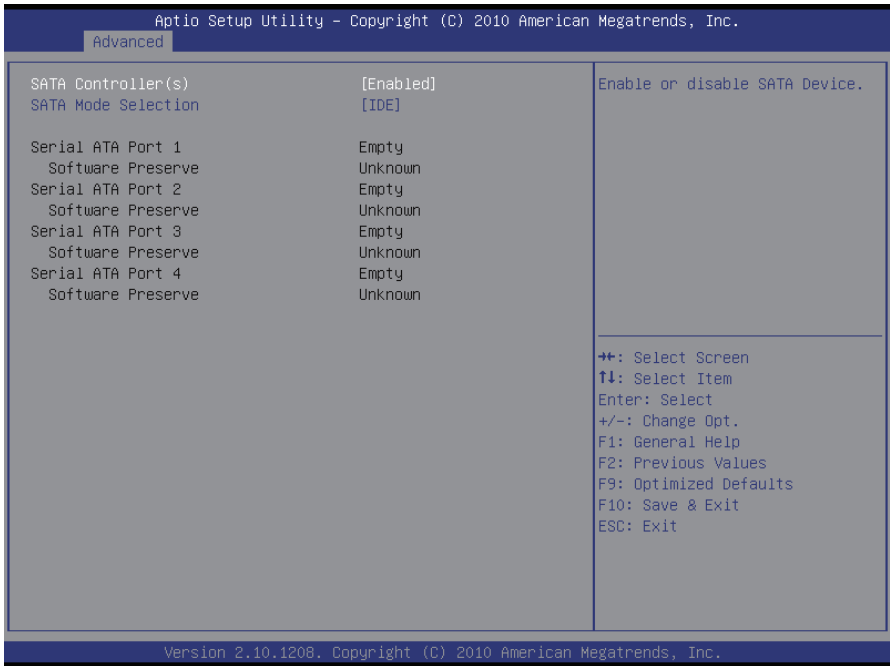 Aptio Setup Utility – Copyright (C) 2010 American Megatrends, Inc.
Advanced
SATA Controller(s) [Enabled]
SATA Mode Selection [IDE]
Serial ATA Port 1 Empty
Software Preserve Unknown
Serial ATA Port 2 Empty
Software Preserve Unknown
Serial ATA Port 3 Empty
Software Preserve Unknown
Serial ATA Port 4 Empty
Software Preserve Unknown
Enable or disable SATA Device.
→←: Select Screen
↑↓: Select Item
Enter: Select
+/-: Change Opt.
F1: General Help
F2: Previous Values
F9: Optimized Defaults
F10: Save & Exit
ESC: Exit
Version 2.10.1208. Copyright (C) 2010 American Megatrends, Inc.